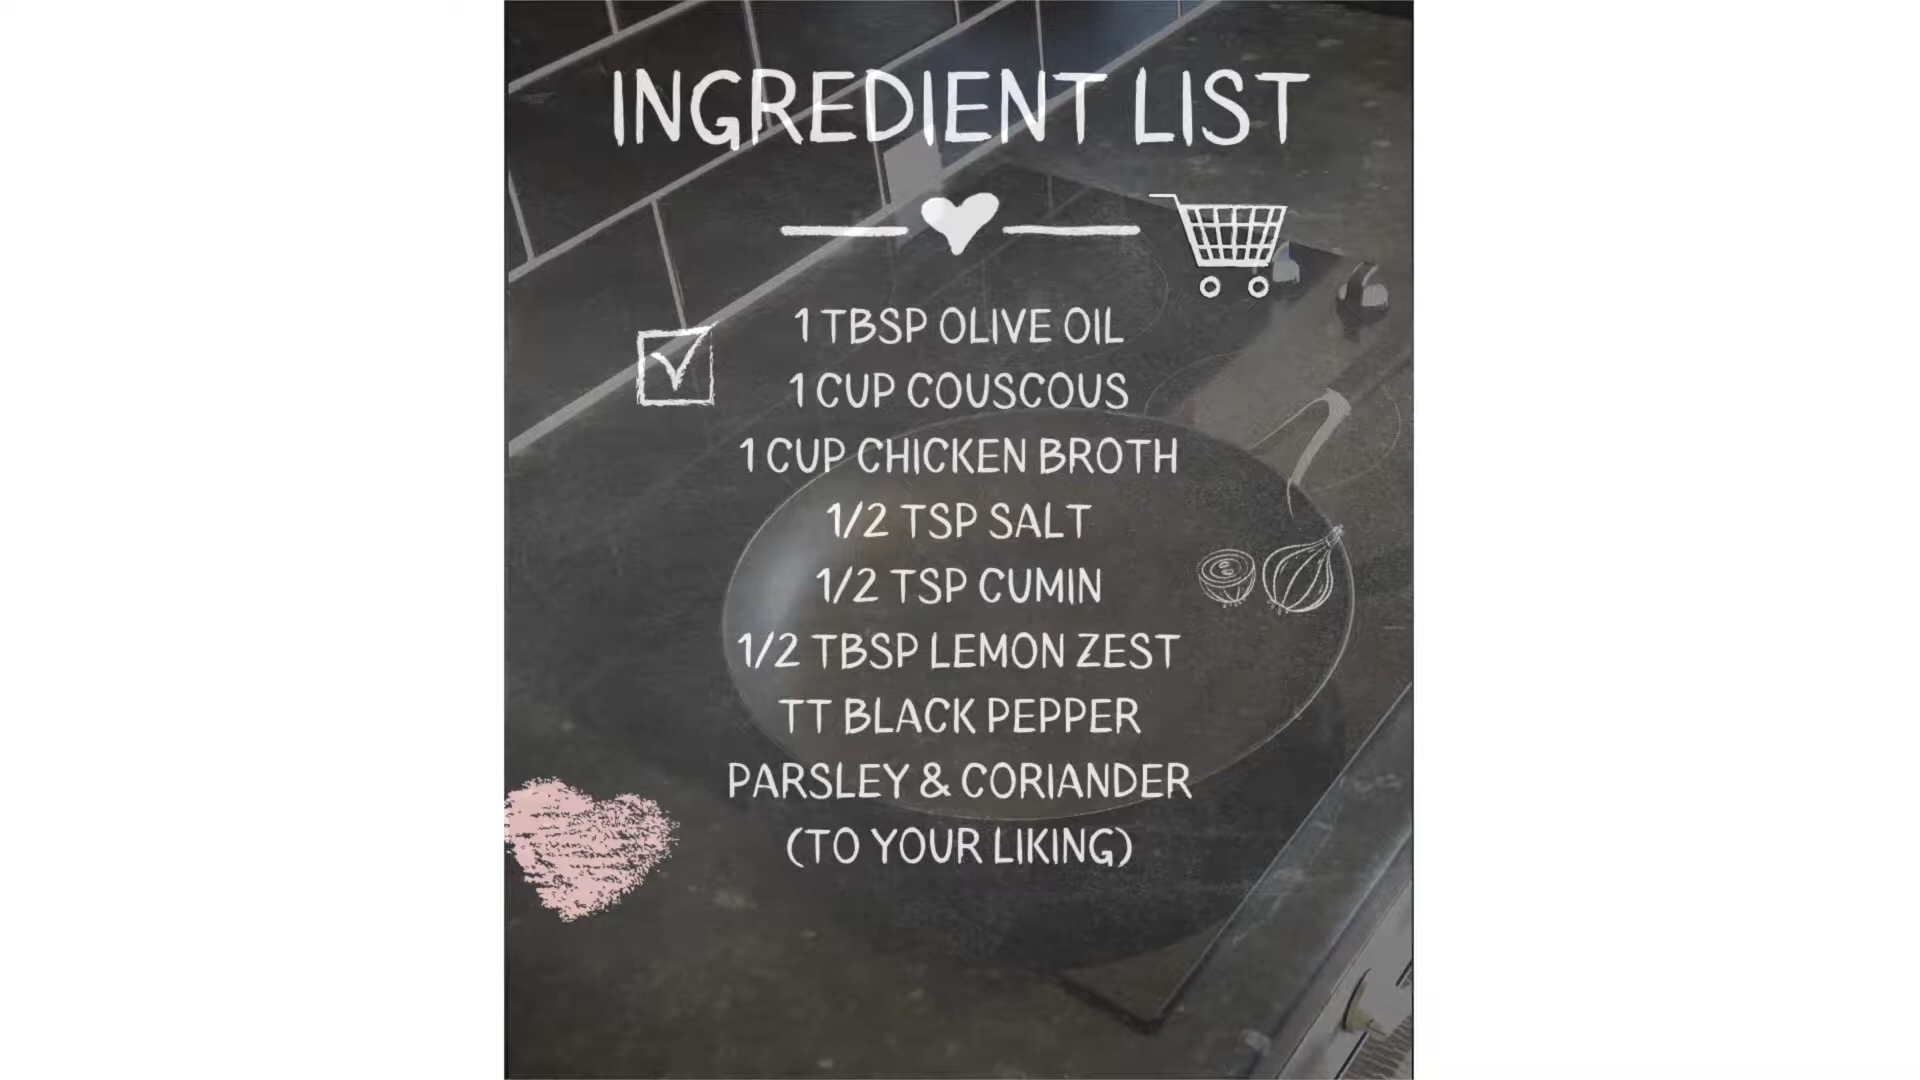 INGREDIENT LIST
1 TBSP OLIVE OIL
1 CUP COUSCOUS
1 CUP CHICKEN BROTH
1/2 TSP SALT
1/2 TSP CUMIN
1/2 TBSP LEMON ZEST
TT BLACK PEPPER
PARSLEY & CORIANDER
(TO YOUR LIKING)